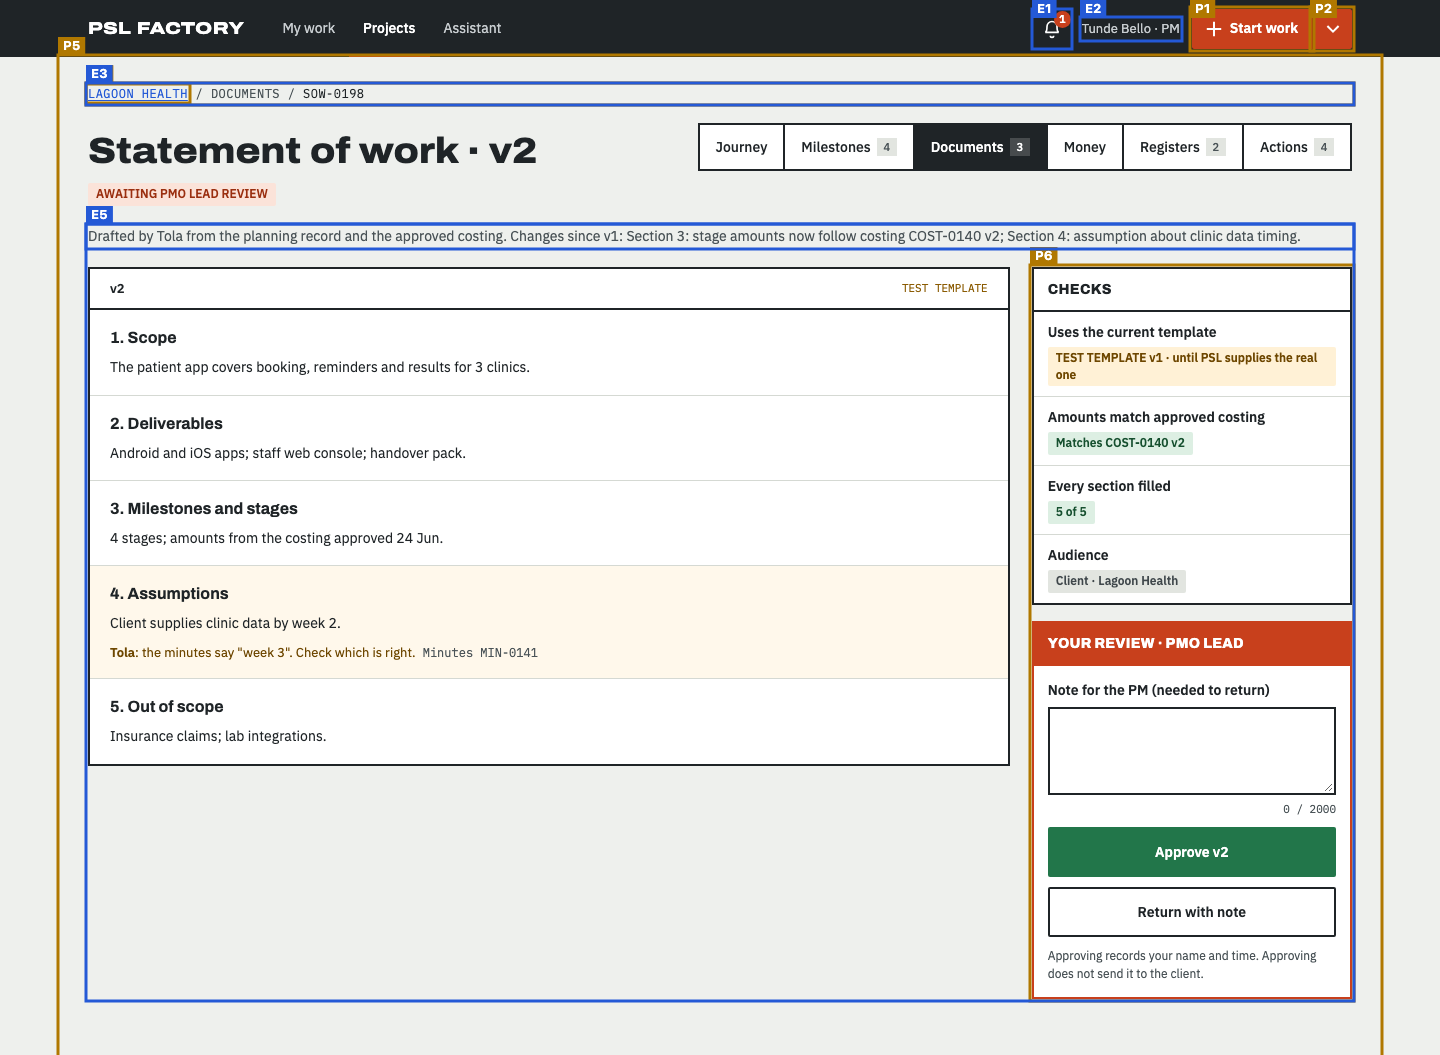 PSL FACTORY
My work
Projects
Assistant
E1
1
E2
Tunde Bello · PM
P1
Start work
P2
P5
E3
LAGOON HEALTH / DOCUMENTS / SOW-0198
Statement of work · v2
Journey
Milestones 4
Documents 3
Money
Registers 2
Actions 4
AWAITING PMO LEAD REVIEW
E5
Drafted by Tola from the planning record and the approved costing. Changes since v1: Section 3: stage amounts now follow costing COST-0140 v2; Section 4: assumption about clinic data timing.
v2
TEST TEMPLATE
1. Scope
The patient app covers booking, reminders and results for 3 clinics.
2. Deliverables
Android and iOS apps; staff web console; handover pack.
3. Milestones and stages
4 stages; amounts from the costing approved 24 Jun.
4. Assumptions
Client supplies clinic data by week 2.
Tola: the minutes say "week 3". Check which is right. Minutes MIN-0141
5. Out of scope
Insurance claims; lab integrations.
P6
CHECKS
Uses the current template
TEST TEMPLATE v1 · until PSL supplies the real
one
Amounts match approved costing
Matches COST-0140 v2
Every section filled
5 of 5
Audience
Client · Lagoon Health
YOUR REVIEW · PMO LEAD
Note for the PM (needed to return)
0 / 2000
Approve v2
Return with note
Approving records your name and time. Approving
does not send it to the client.